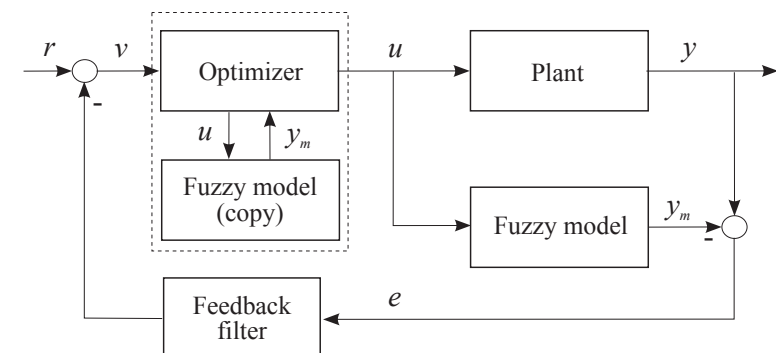 r
v
Optimizer
u
Plant
y
-
u
y_m
Fuzzy model
(copy)
Fuzzy model
y_m
-
Feedback
filter
e